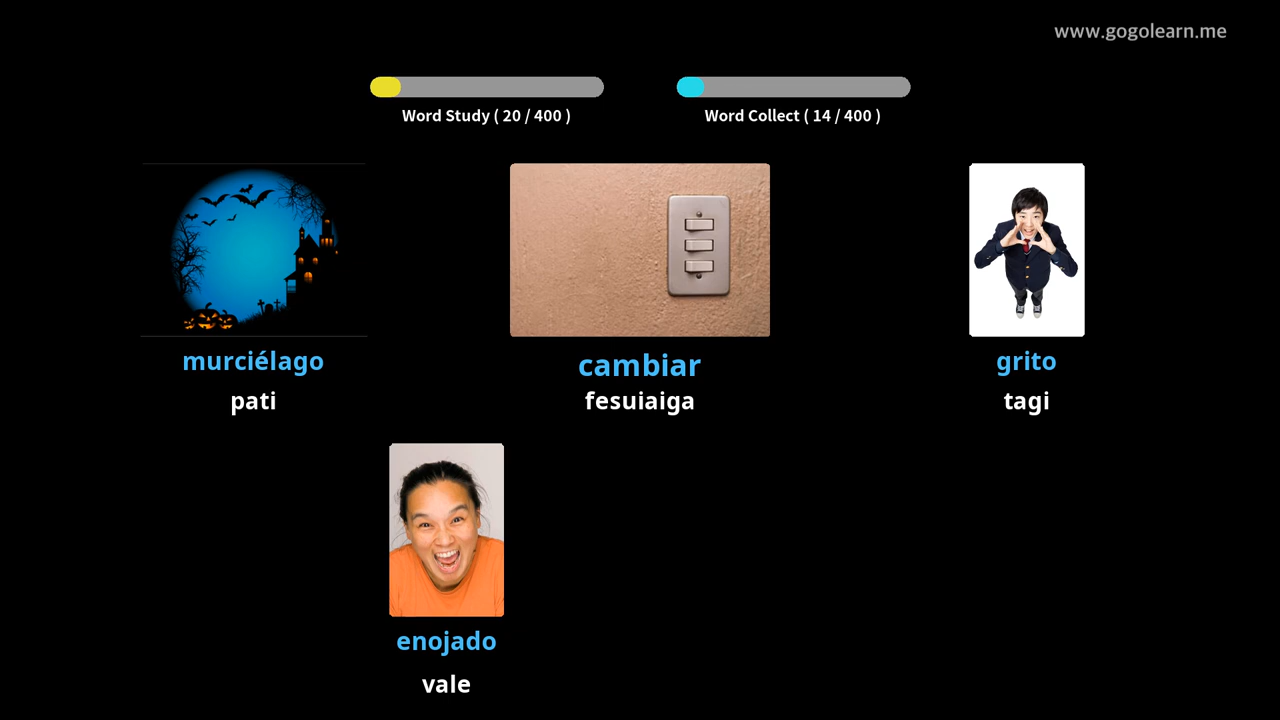 www.gogolearn.me
Word Study ( 20 / 400 )
Word Collect ( 14 / 400 )
murciélago
pati
cambiar
fesuiaiga
grito
tagi
enojado
vale